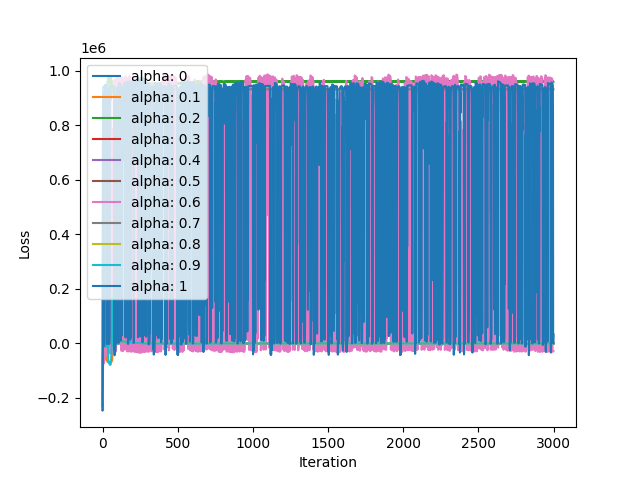 1e6
1.0
0.8
0.6
0.4
0.2
0.0
−0.2
Loss
alpha: 0
alpha: 0.1
alpha: 0.2
alpha: 0.3
alpha: 0.4
alpha: 0.5
alpha: 0.6
alpha: 0.7
alpha: 0.8
alpha: 0.9
alpha: 1
0 500 1000 1500 2000 2500 3000
Iteration